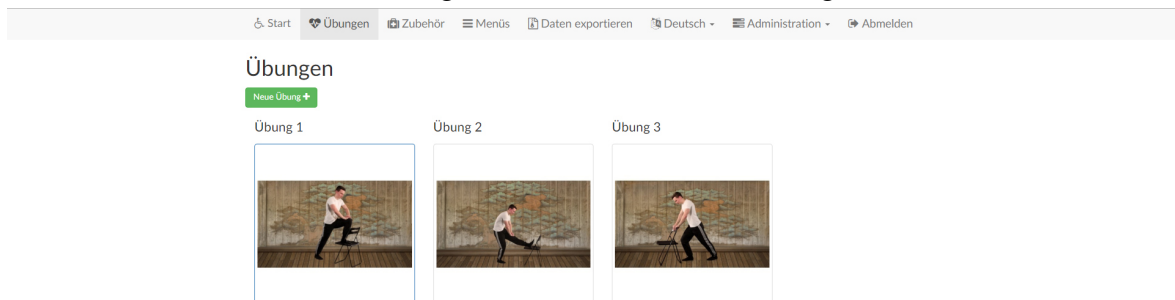 Start Übungen Zubehör Menüs Daten exportieren Deutsch Administration Abmelden
Übungen
Neue Übung +
Übung 1 Übung 2 Übung 3